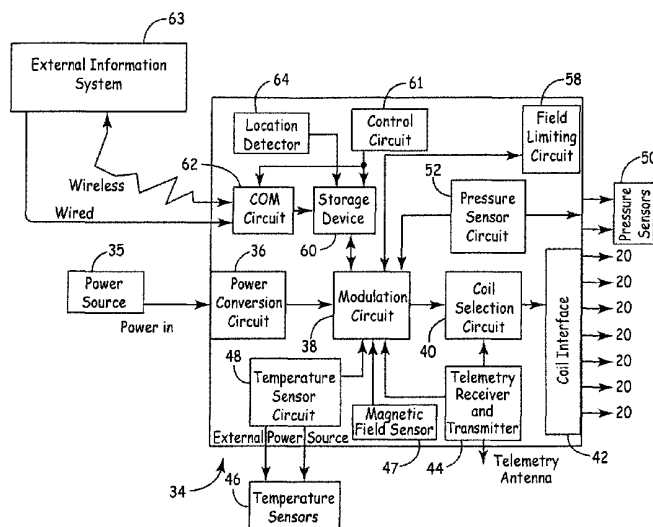 63
External Information
System
64
61
58
Location
Detector
Control
Circuit
Field
Limiting
Circuit
50
62
52
Wireless
COM
Circuit
Storage
Device
Pressure
Sensor
Circuit
Pressure
Sensors
Wired
60
35
36
20
Power
Source
Power
Conversion
Circuit
Modulation
Circuit
Coil
Selection
Circuit
20
20
Power in
38
40
Coil Interface
20
48
Temperature
Sensor
Circuit
Telemetry
Receiver
and
Transmitter
20
20
Magnetic
Field Sensor
20
External Power Source
47
44
42
Telemetry
Antenna
34
46
Temperature
Sensors